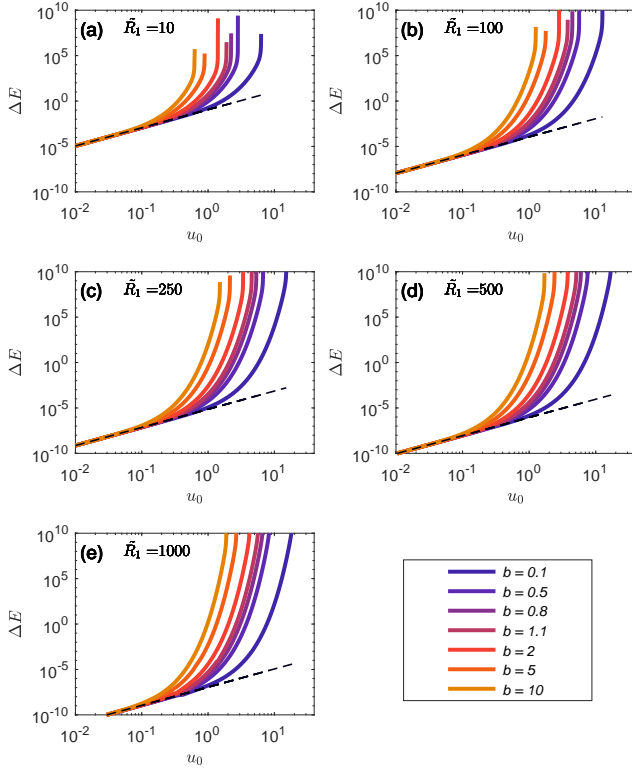 (a) R̃₁ =10
10^10
10^5
10^0
10^-5
10^-10
ΔE
10^-2 10^-1 10^0 10^1
u₀
(b) R̃₁ =100
10^10
10^5
10^0
10^-5
10^-10
ΔE
10^-2 10^-1 10^0 10^1
u₀
(c) R̃₁ =250
10^10
10^5
10^0
10^-5
10^-10
ΔE
10^-2 10^-1 10^0 10^1
u₀
(d) R̃₁ =500
10^10
10^5
10^0
10^-5
10^-10
ΔE
10^-2 10^-1 10^0 10^1
u₀
(e) R̃₁ =1000
10^10
10^5
10^0
10^-5
10^-10
ΔE
10^-2 10^-1 10^0 10^1
u₀
b = 0.1
b = 0.5
b = 0.8
b = 1.1
b = 2
b = 5
b = 10